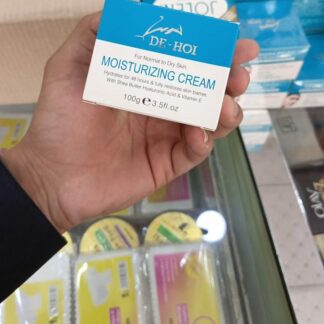 DE-HOI
For Normal to Dry Skin
MOISTURIZING CREAM
Hydrates for 48 hours & fully restores skin barrier
With Shea Butter Hyaluronic Acid & Vitamin E
100g ℮ 3.5fl.oz